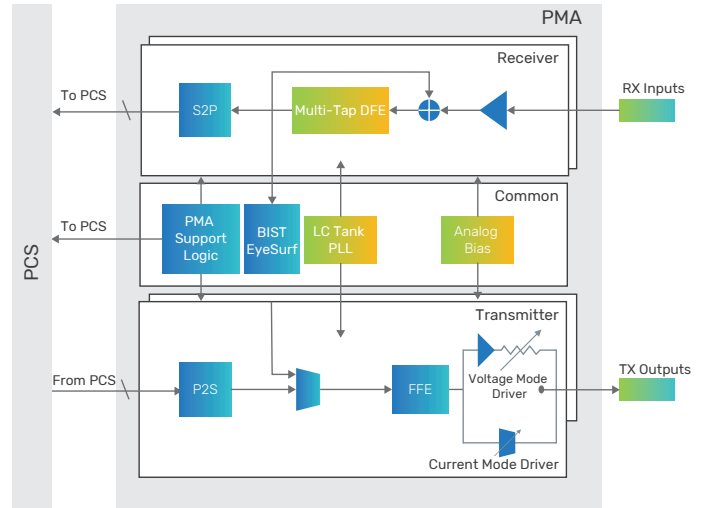 PMA
Receiver
To PCS
S2P
Multi-Tap DFE
RX Inputs
Common
To PCS
PMA
Support
Logic
BIST
EyeSurf
LC Tank
PLL
Analog
Bias
PCS
Transmitter
From PCS
P2S
FFE
Voltage Mode
Driver
TX Outputs
Current Mode Driver